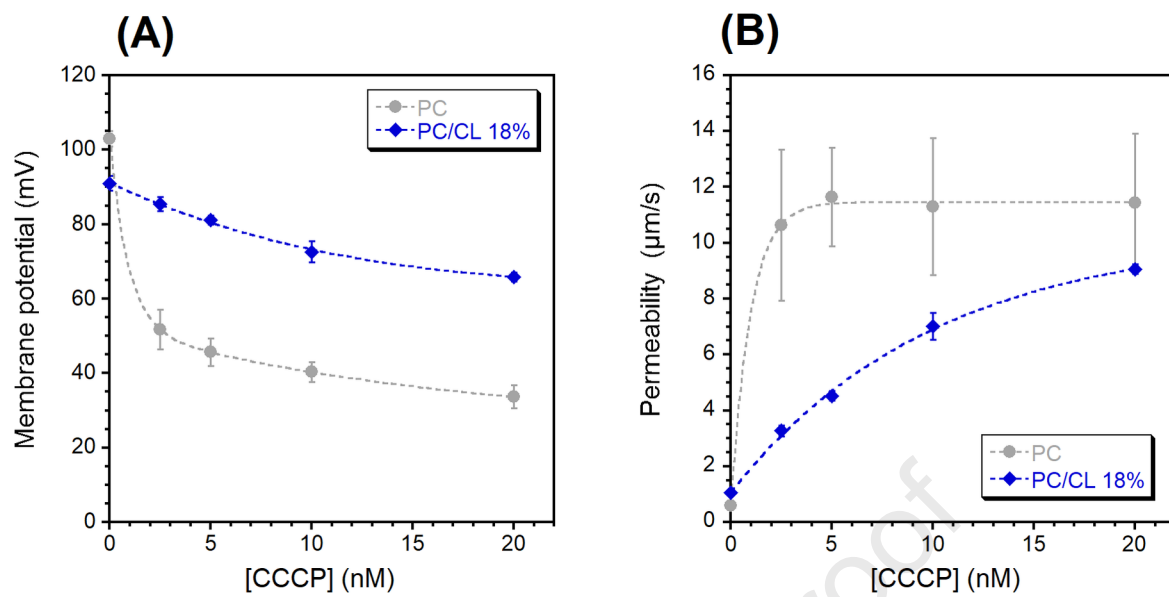 (A)
120
100
80
60
40
20
0
Membrane potential (mV)
PC
PC/CL 18%
0 5 10 15 20
[CCCP] (nM)
(B)
16
14
12
10
8
6
4
2
0
Permeability (µm/s)
PC
PC/CL 18%
0 5 10 15 20
[CCCP] (nM)
roof